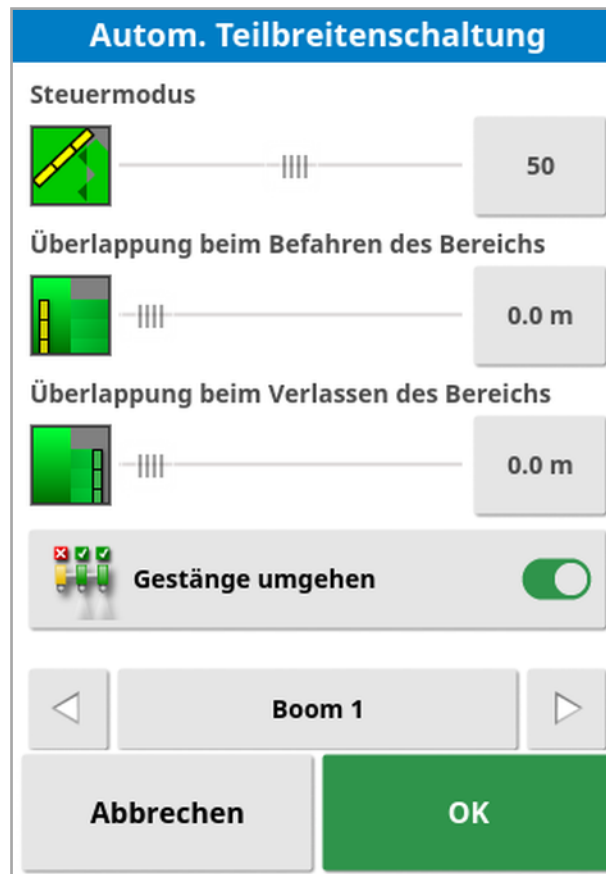 Autom. Teilbreitenschaltung
Steuermodus
50
Überlappung beim Befahren des Bereichs
0.0 m
Überlappung beim Verlassen des Bereichs
0.0 m
Gestänge umgehen
Boom 1
Abbrechen
OK